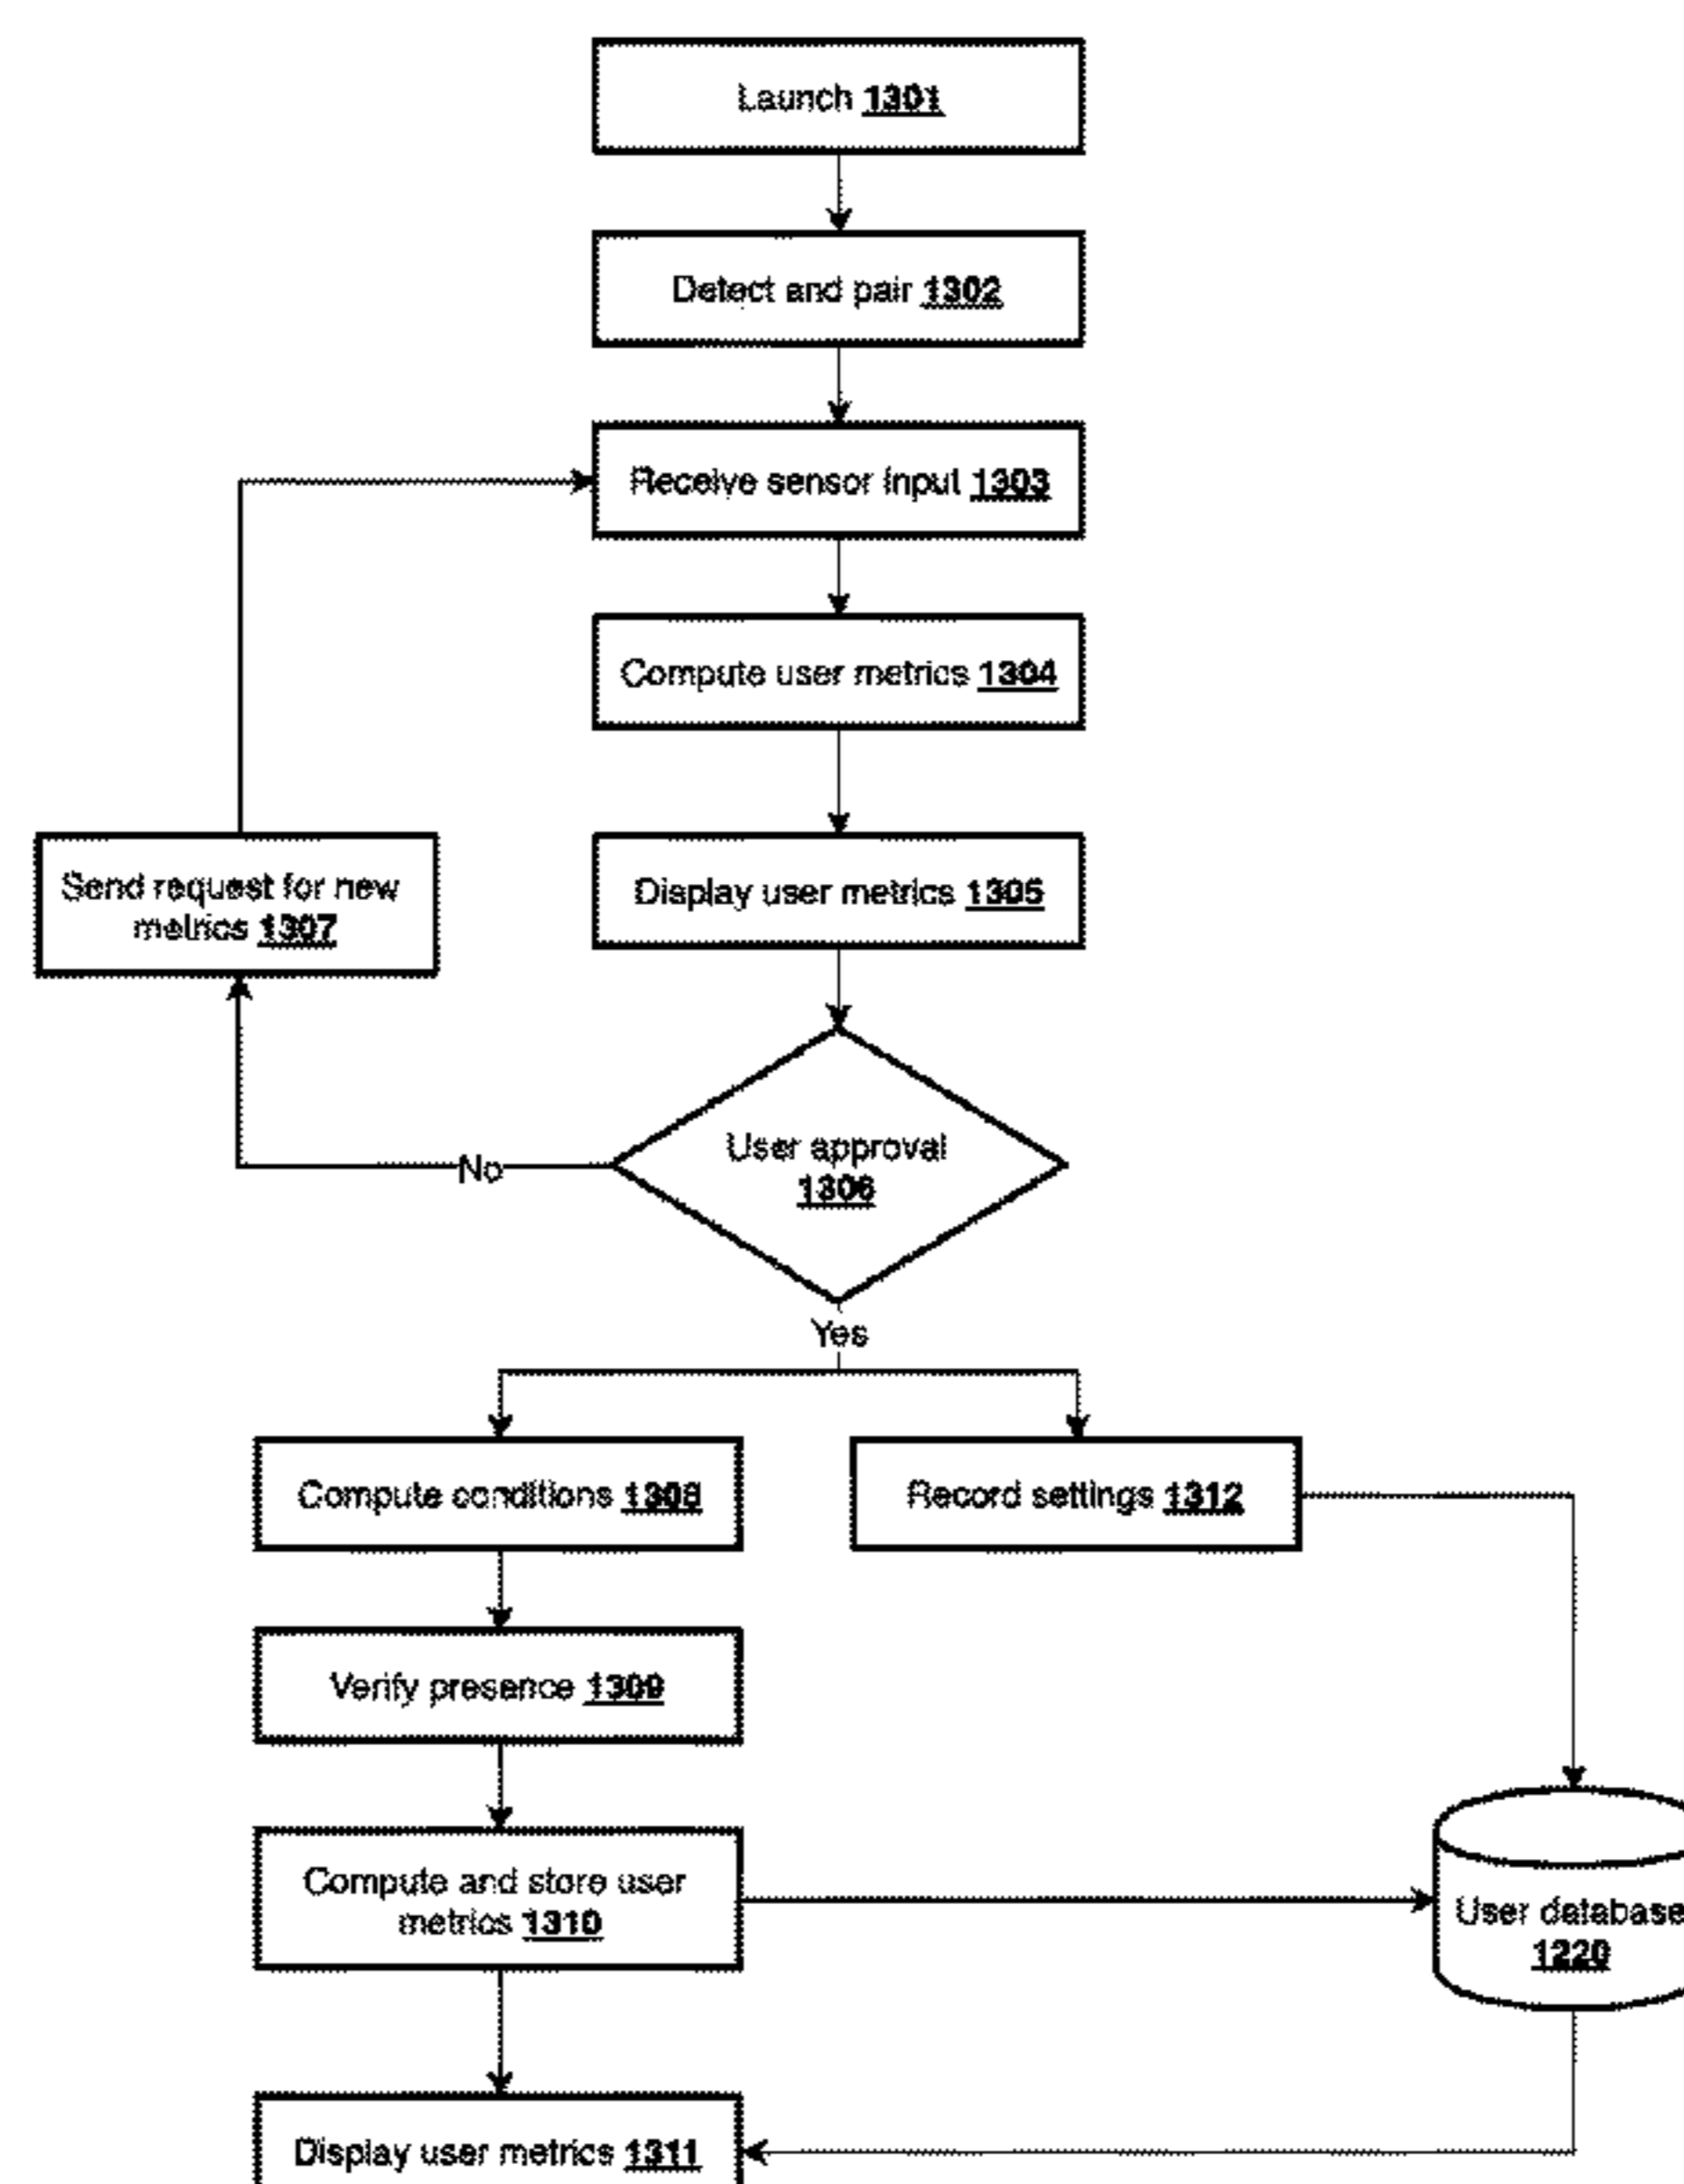 Launch 1301
Detect and pair 1302
Receive sensor input 1303
Compute user metrics 1304
Send request for new
metrics 1307
Display user metrics 1305
User approval
1306
No
Yes
Compute conditions 1308
Record settings 1312
Verify presence 1309
Compute and store user
metrics 1310
User database
1220
Display user metrics 1311